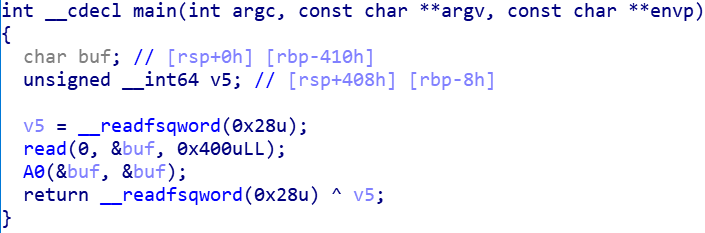 int __cdecl main(int argc, const char **argv, const char **envp)
{
  char buf; // [rsp+0h] [rbp-410h]
  unsigned __int64 v5; // [rsp+408h] [rbp-8h]

  v5 = __readfsqword(0x28u);
  read(0, &buf, 0x400uLL);
  A0(&buf, &buf);
  return __readfsqword(0x28u) ^ v5;
}